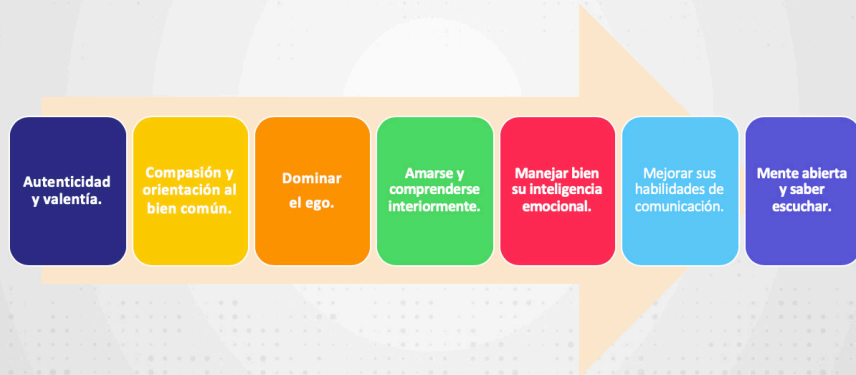 Autenticidad
y valentía.
Compasión y
orientación al
bien común.
Dominar
el ego.
Amarse y
comprenderse
interiormente.
Manejar bien
su inteligencia
emocional.
Mejorar sus
habilidades de
comunicación.
Mente abierta
y saber
escuchar.